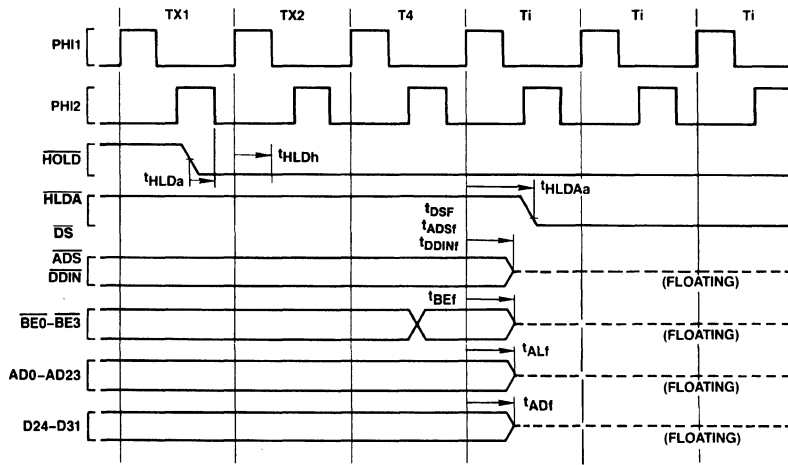 TX1 TX2 T4 Ti Ti Ti
PHI1
PHI2
HOLD
tHLDh
tHLDa
HLDA
tHLDAa
DS
tDSF
tADSf
tDDINf
ADS
DDIN
(FLOATING)
tBEf
BE0-BE3
(FLOATING)
tALf
AD0-AD23
(FLOATING)
tADf
D24-D31
(FLOATING)